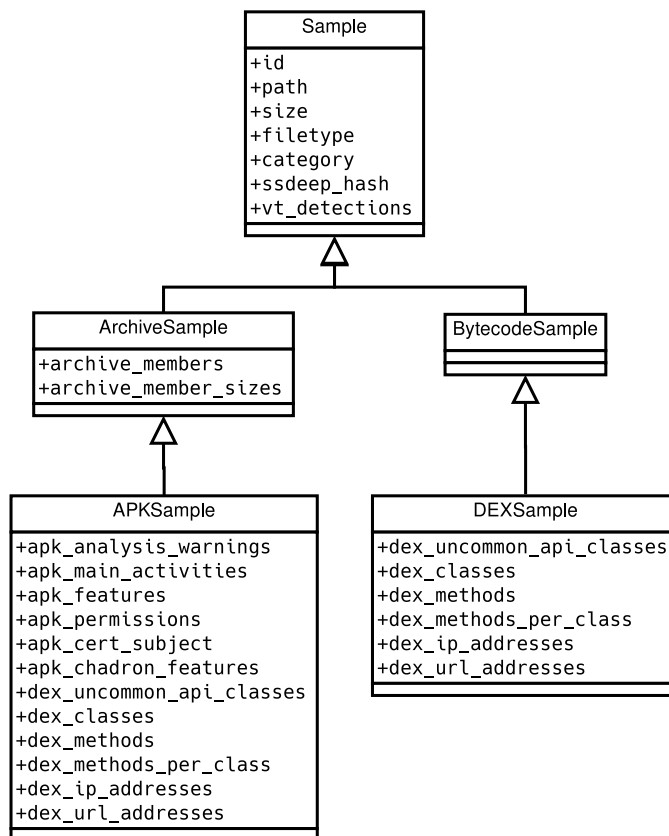 Sample
+id
+path
+size
+filetype
+category
+ssdeep_hash
+vt_detections
ArchiveSample
+archive_members
+archive_member_sizes
BytecodeSample
APKSample
+apk_analysis_warnings
+apk_main_activities
+apk_features
+apk_permissions
+apk_cert_subject
+apk_chadron_features
+dex_uncommon_api_classes
+dex_classes
+dex_methods
+dex_methods_per_class
+dex_ip_addresses
+dex_url_addresses
DEXSample
+dex_uncommon_api_classes
+dex_classes
+dex_methods
+dex_methods_per_class
+dex_ip_addresses
+dex_url_addresses